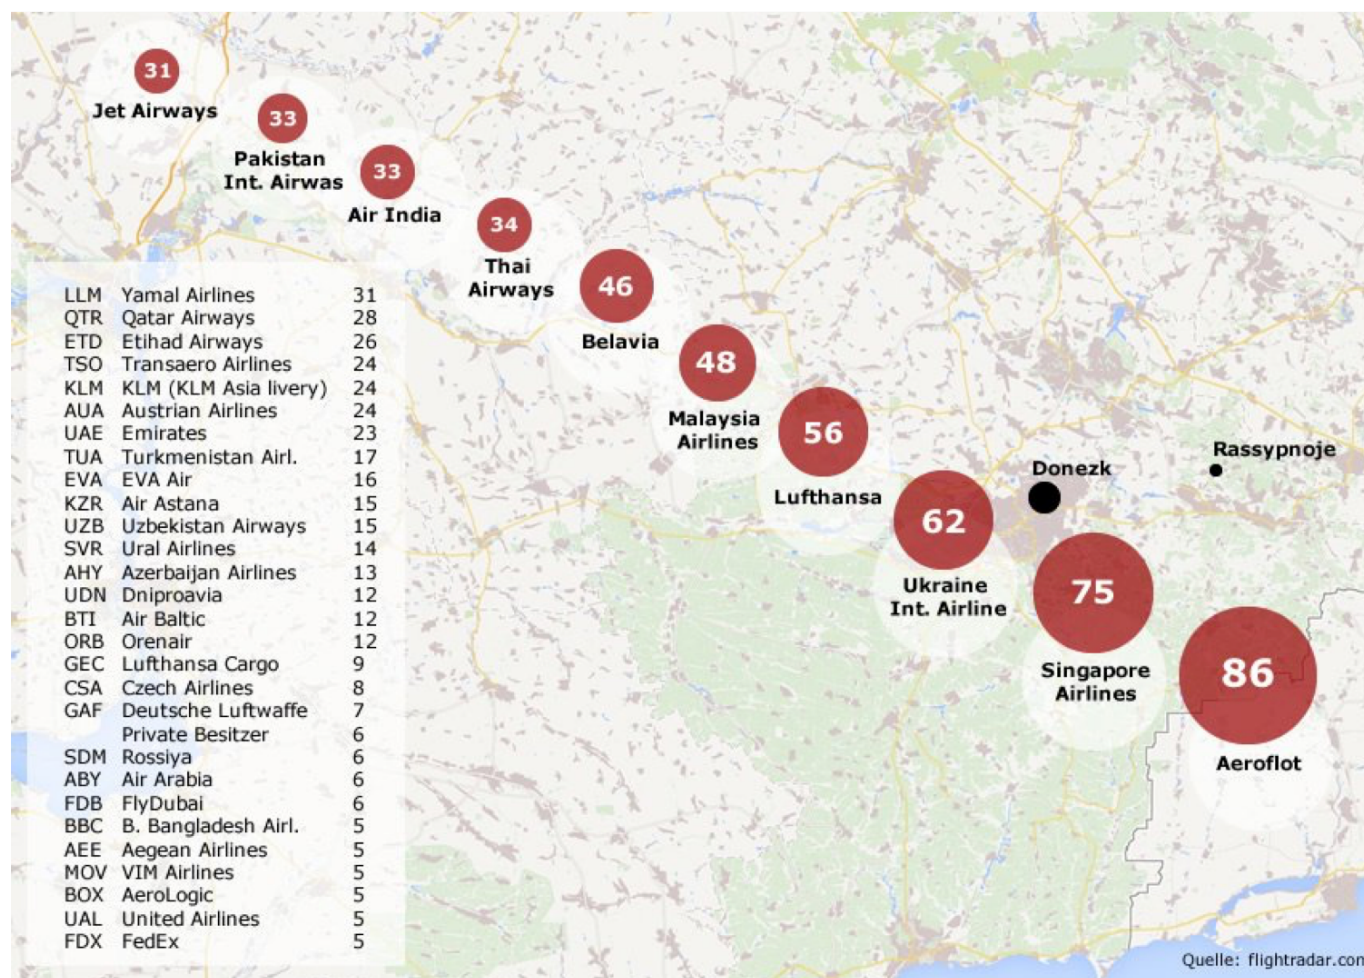 31
Jet Airways
33
Pakistan
Int. Airwas
33
Air India
34
Thai
Airways
46
Belavia
48
Malaysia
Airlines
56
Lufthansa
62
Ukraine
Int. Airline
Donezk
Rassypnoje
75
Singapore
Airlines
86
Aeroflot
LLM Yamal Airlines 31
QTR Qatar Airways 28
ETD Etihad Airways 26
TSO Transaero Airlines 24
KLM KLM (KLM Asia livery) 24
AUA Austrian Airlines 24
UAE Emirates 23
TUA Turkmenistan Airl. 17
EVA EVA Air 16
KZR Air Astana 15
UZB Uzbekistan Airways 15
SVR Ural Airlines 14
AHY Azerbaijan Airlines 13
UDN Dniproavia 12
BTI Air Baltic 12
ORB Orenair 12
GEC Lufthansa Cargo 9
CSA Czech Airlines 8
GAF Deutsche Luftwaffe 7
Private Besitzer 6
SDM Rossiya 6
ABY Air Arabia 6
FDB FlyDubai 6
BBC B. Bangladesh Airl. 5
AEE Aegean Airlines 5
MOV VIM Airlines 5
BOX AeroLogic 5
UAL United Airlines 5
FDX FedEx 5
Quelle: flightradar.com